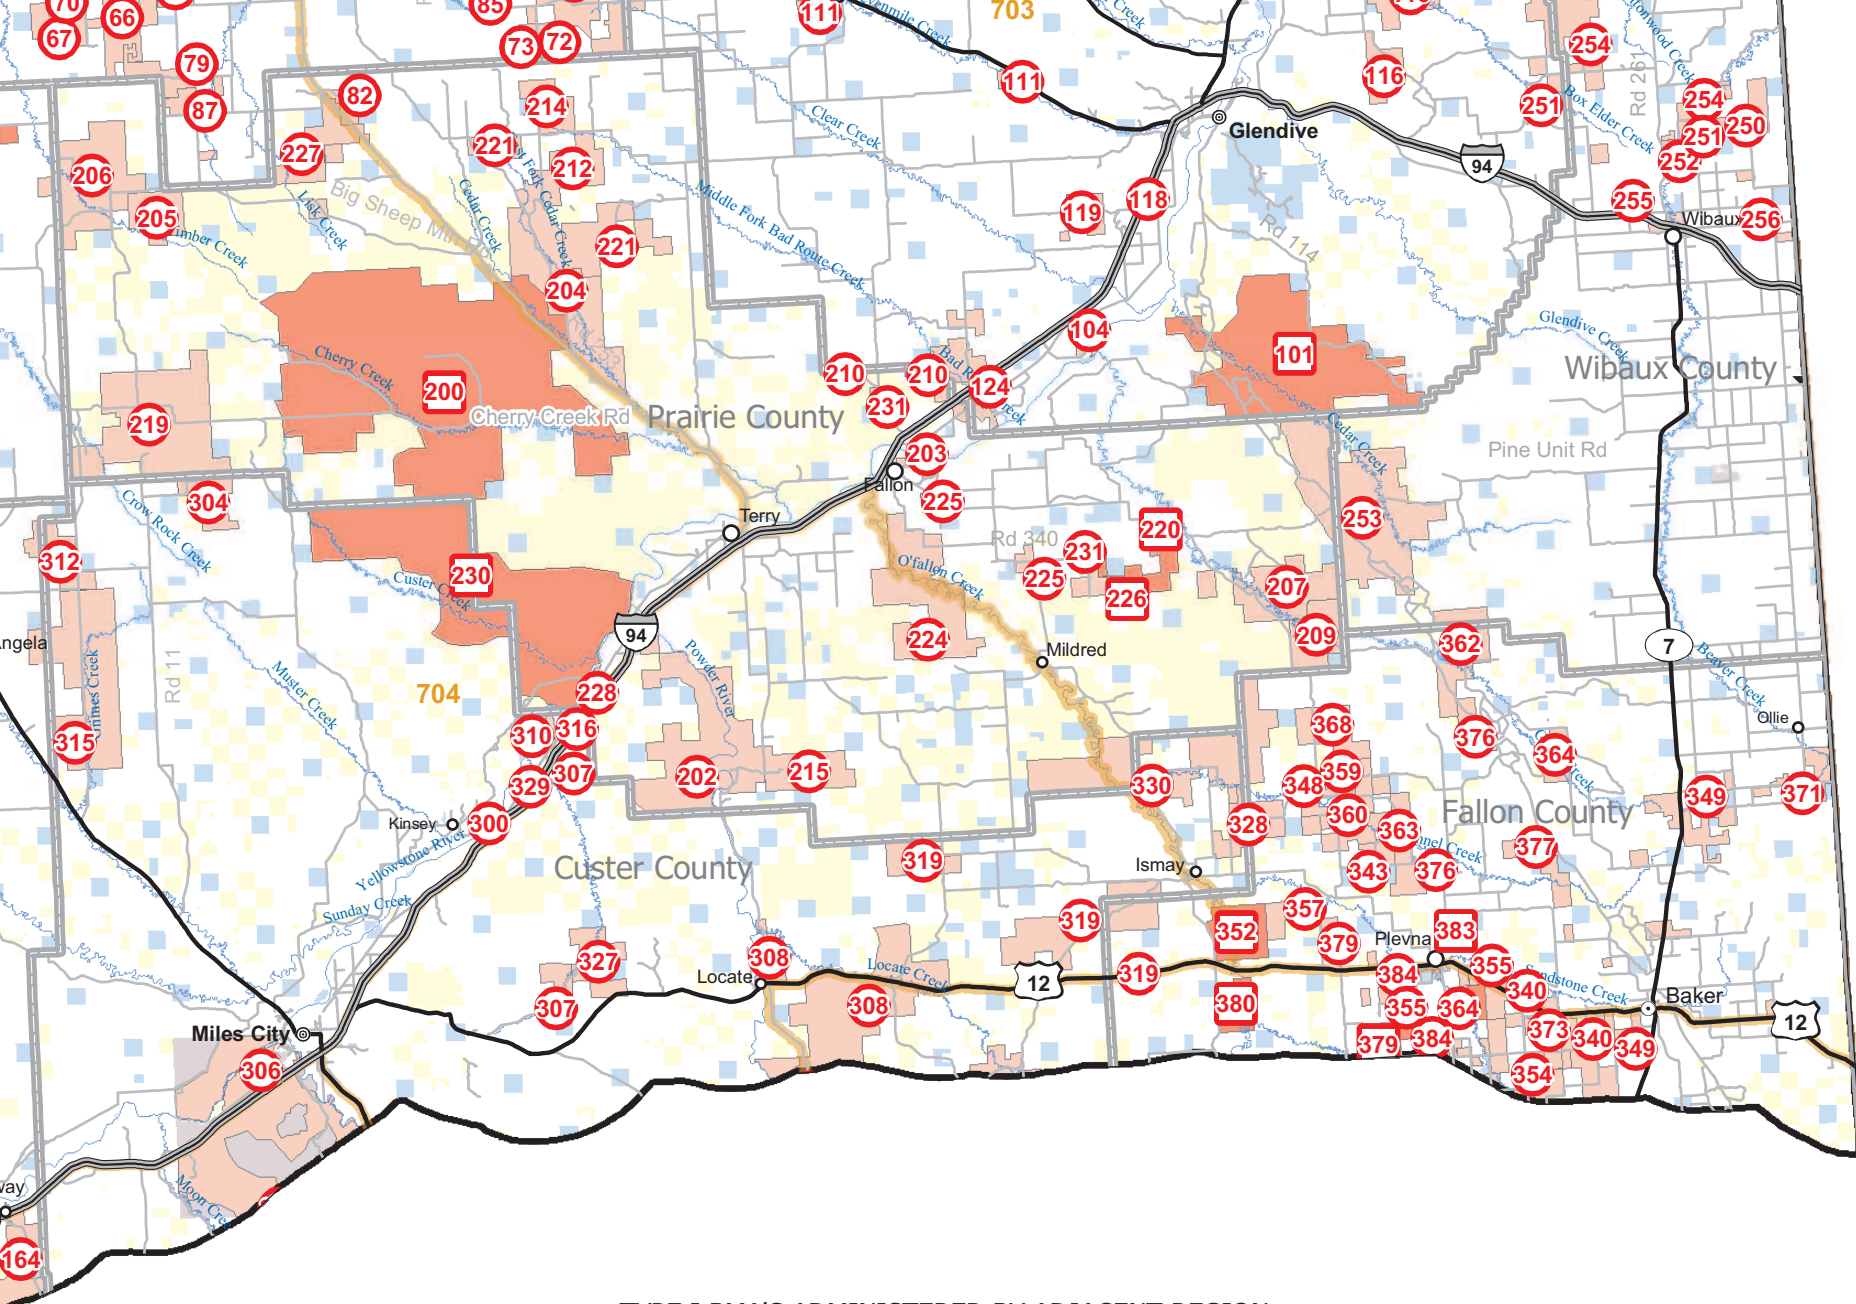 70
66
67
85
73
72
111
703
Creek
254
79
87
82
214
111
116
251
Rd 261
Box Elder Creek
254
250
251
252
227
221
212
206
205
Clear Creek
Glendive
94
Cedar Creek
Lisk Creek
Big Sheep Mtn Rd
Middle Fork Bad Route Creek
119
118
Rd 114
255
Wibaux
256
221
204
104
101
Glendive Creek
Wibaux County
Cherry Creek
200
Cherry Creek Rd
Prairie County
210
210
124
231
219
203
Fallon
225
Cedar Creek
Pine Unit Rd
304
Crow Rock Creek
Terry
253
312
230
Custer Creek
Rd 340
231
220
O'fallon Creek
225
226
207
209
94
224
Mildred
362
7
Beaver Creek
Rd 11
Muster Creek
704
228
Powder River
Ollie
315
310
316
368
376
364
202
215
307
329
330
348
359
349
371
Kinsey
300
328
360
363
Fallon County
Yellowstone River
Custer County
319
Ismay
343
376
377
Sunday Creek
319
352
357
379
Plevna
383
327
308
Locate
Locate Creek
12
319
384
355
Sandstone Creek
340
Baker
307
308
380
355
364
12
Miles City
373
340
349
379
384
306
354
Moon Creek
164